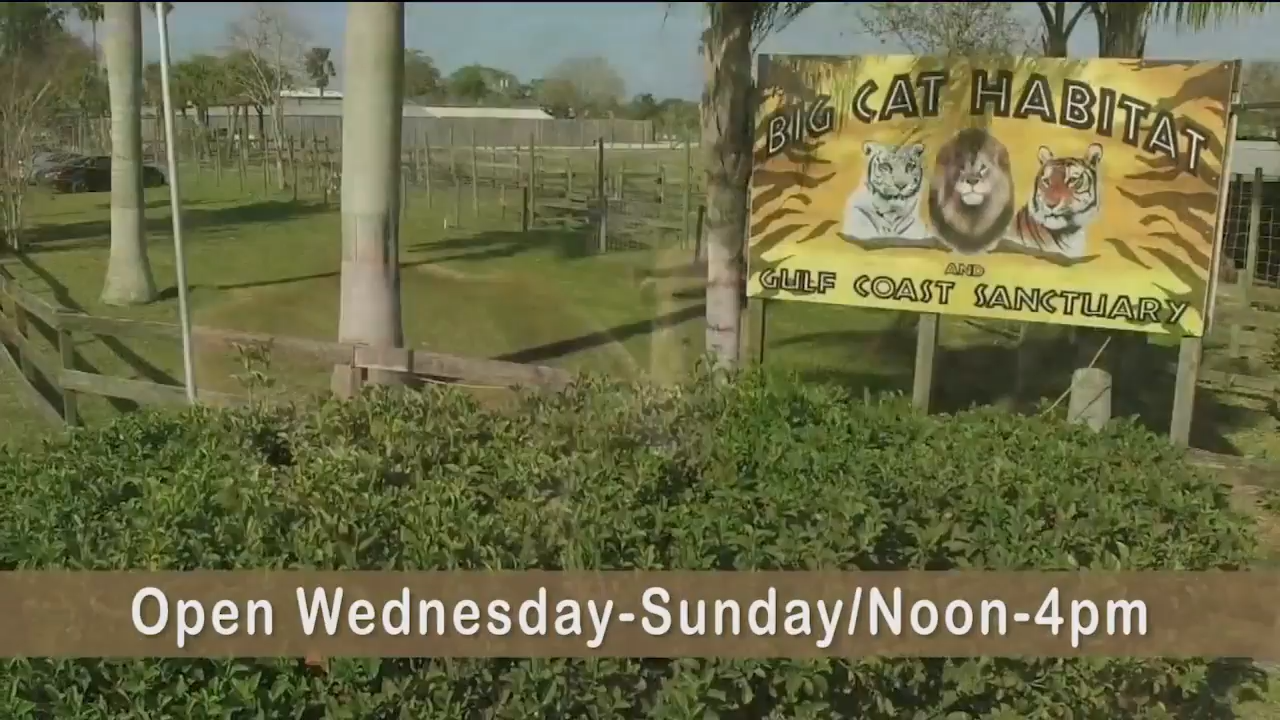 BIG CAT HABITAT
AND
GULF COAST SANCTUARY
Open Wednesday-Sunday/Noon-4pm